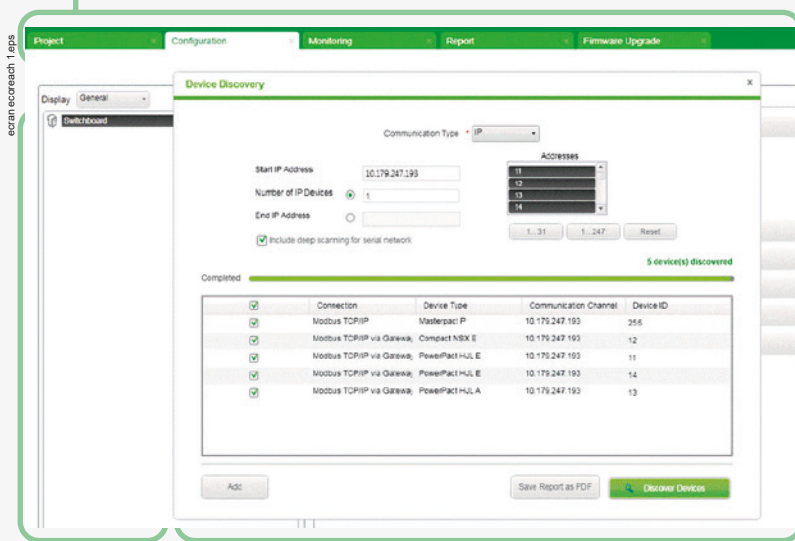 ecran ecoreach 1.eps
Project
Configuration
Monitoring
Report
Firmware Upgrade
Display General
Switchboard
Device Discovery
x
Communication Type * IP
Addresses
Start IP Address 10.179.247.193
11
12
13
14
Number of IP Devices 1
End IP Address
1...31 1...247 Reset
Include deep scanning for serial network
5 device(s) discovered
Completed
Connection Device Type Communication Channel Device ID
Modbus TCP/IP Masterpact P 10.179.247.193 255
Modbus TCP/IP via Gateway Compact NSX E 10.179.247.193 12
Modbus TCP/IP via Gateway PowerPact HJL E 10.179.247.193 11
Modbus TCP/IP via Gateway PowerPact HJL E 10.179.247.193 14
Modbus TCP/IP via Gateway PowerPact HJL A 10.179.247.193 13
Add Save Report as PDF Discover Devices